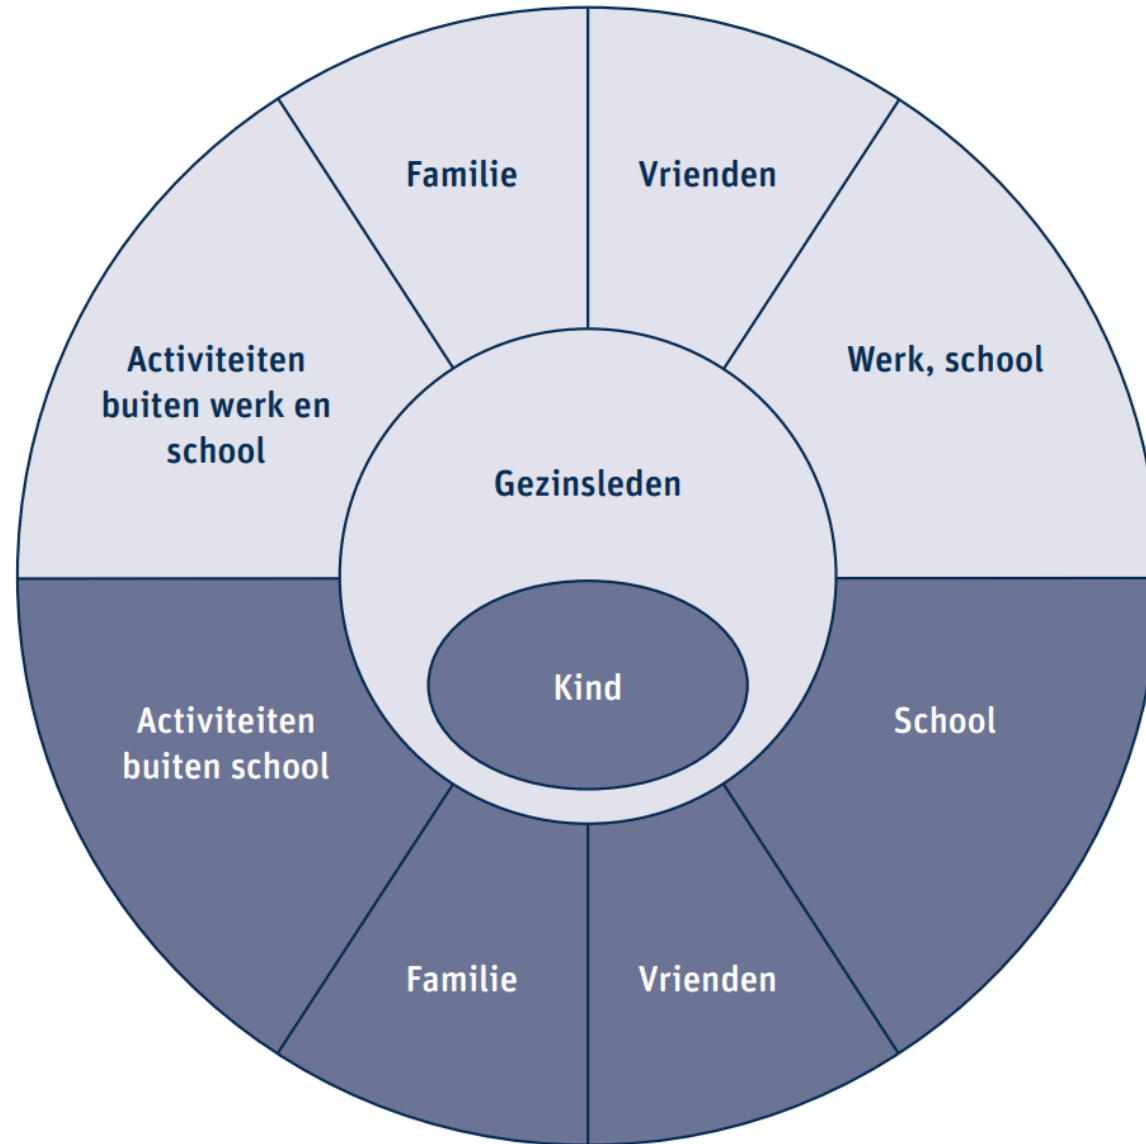 Familie
Vrienden
Activiteiten
buiten werk en
school
Werk, school
Gezinsleden
Kind
Activiteiten
buiten school
School
Familie
Vrienden